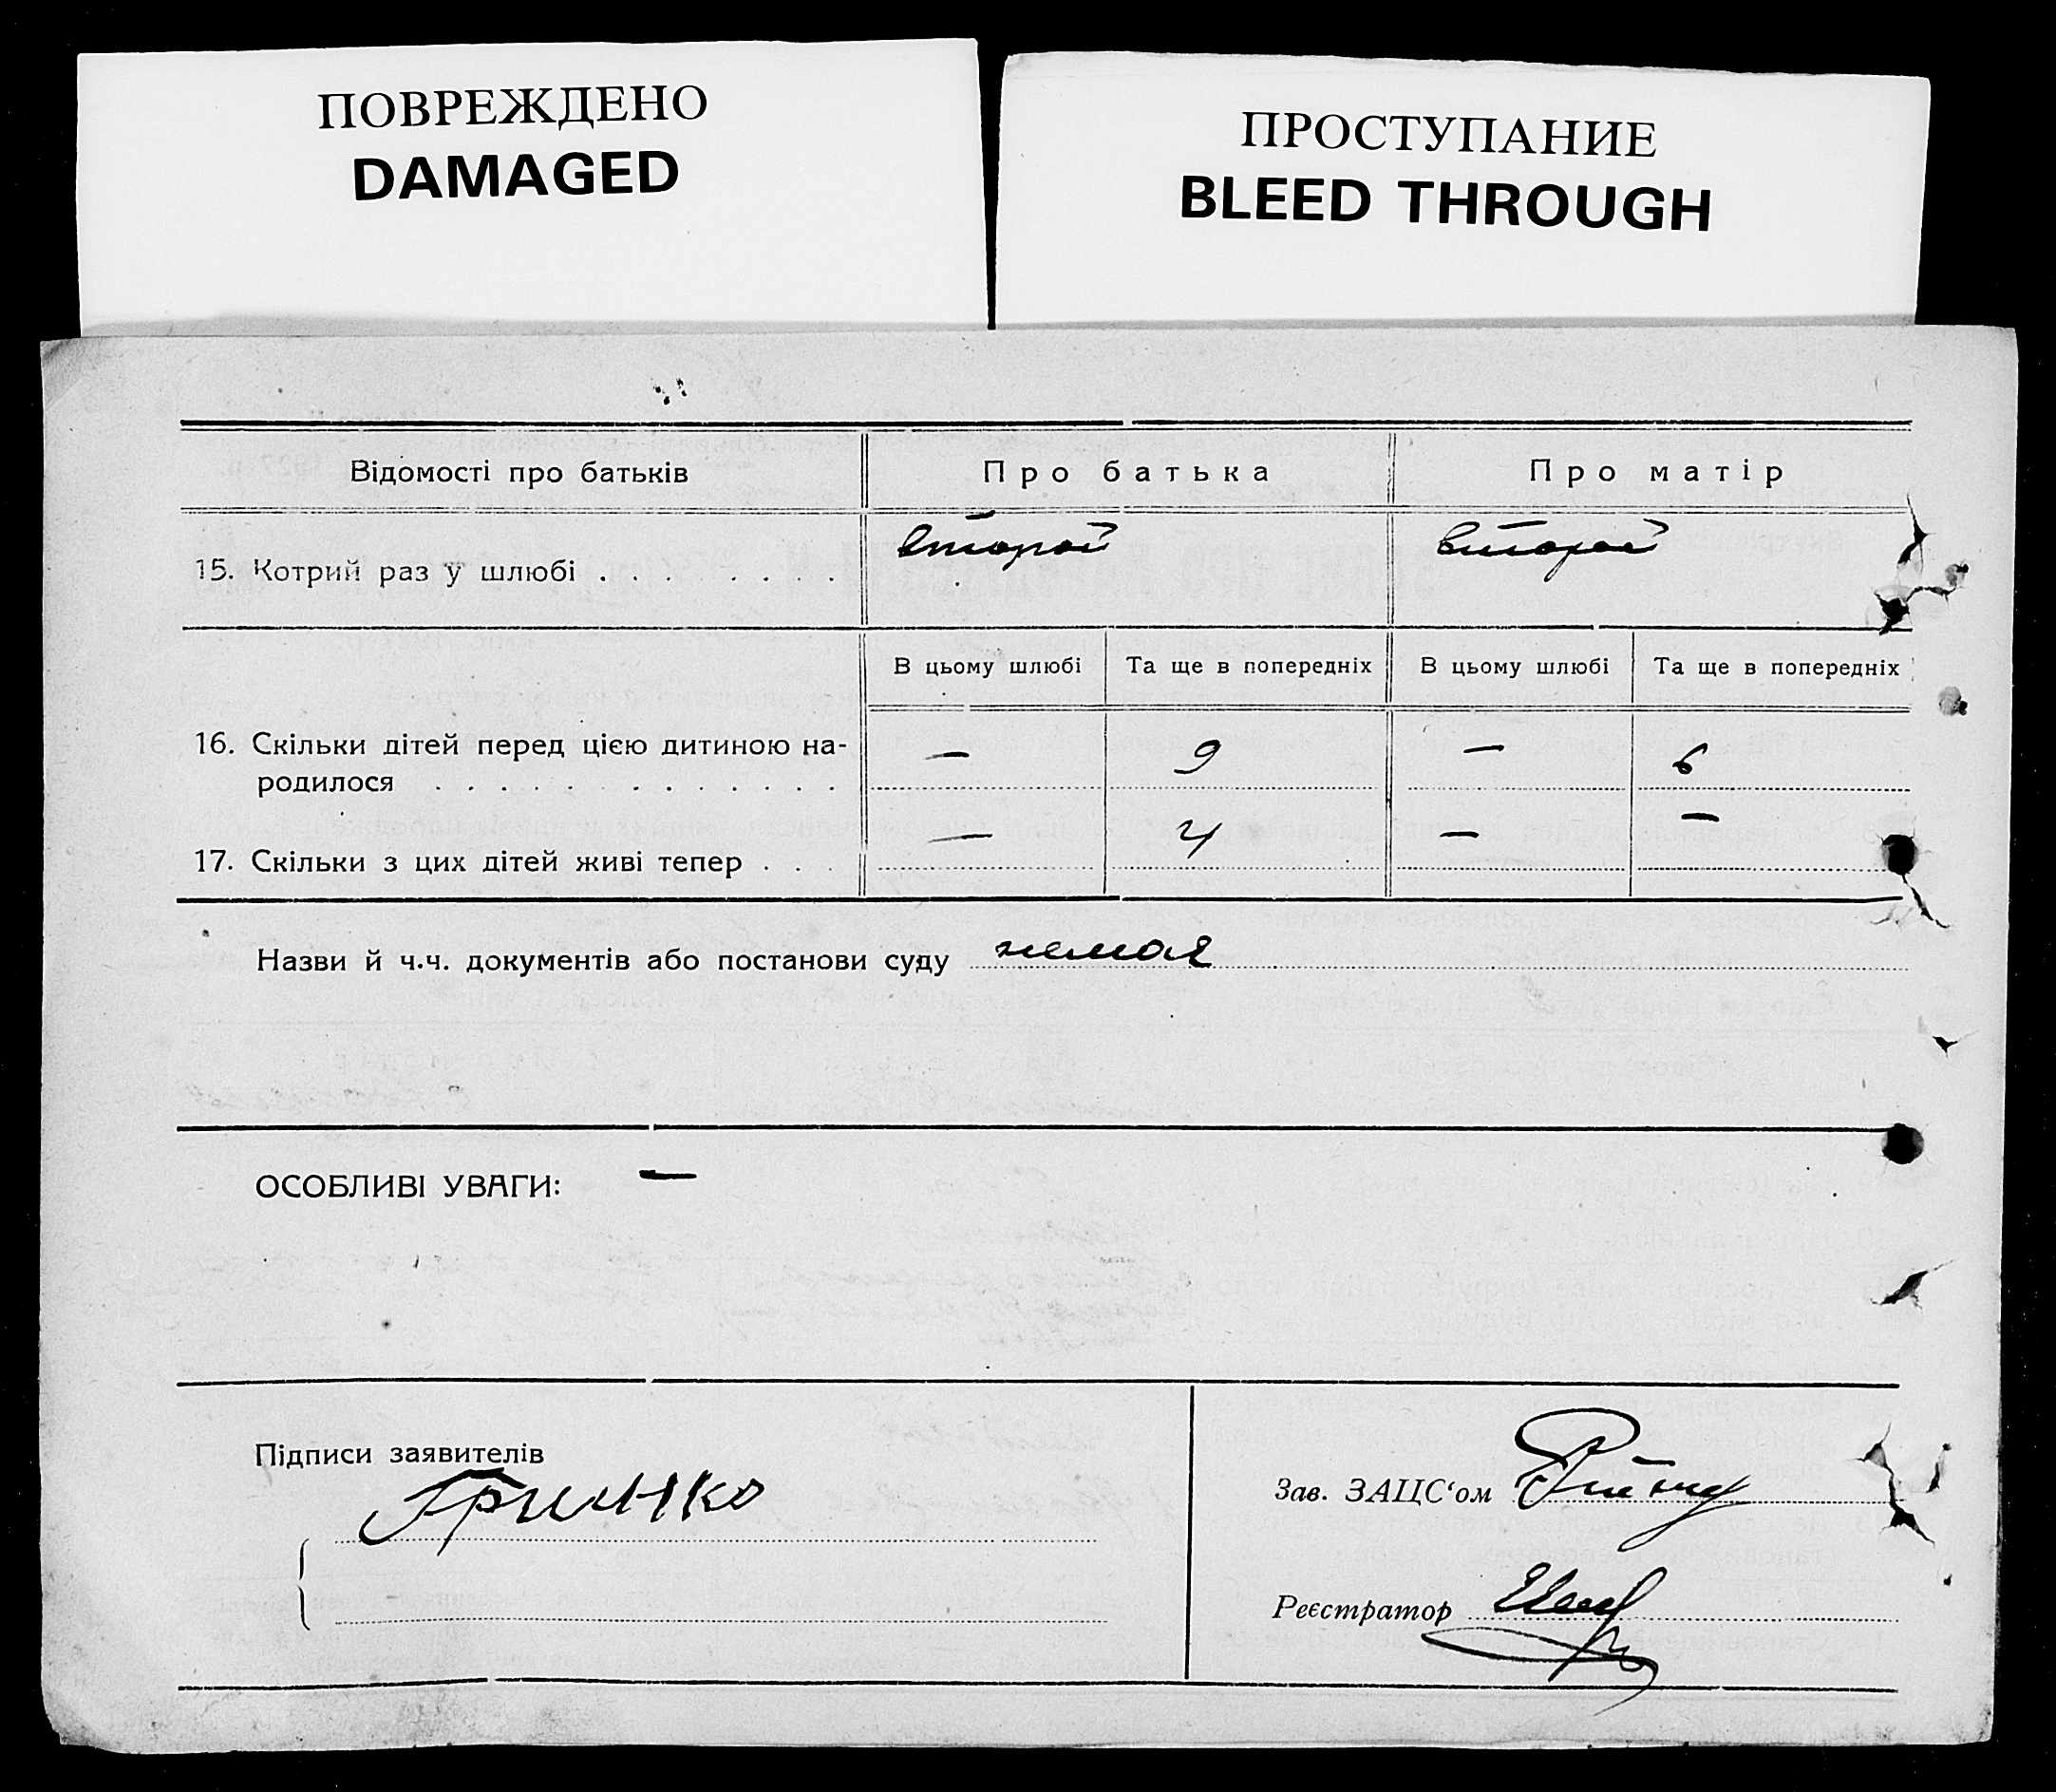 ПОВРЕЖДЕНО
DAMAGED
ПРОСТУПАНИЕ
BLEED THROUGH
Відомості про батьків Про батька Про матір
15. Котрий раз у шлюбі . . . . . . . . второй второй
В цьому шлюбі Та ще в попередніх В цьому шлюбі Та ще в попередніх
16. Скільки дітей перед цією дитиною на-
родилося . . . . . . . . . . . . . — 9 — 6
17. Скільки з цих дітей живі тепер . . . — 4 — —
Назви й ч.ч. документів або постанови суду немає
ОСОБЛИВІ УВАГИ: —
Підписи заявителів
Гринко
Зав. ЗАЦС‘ом
Реєстратор